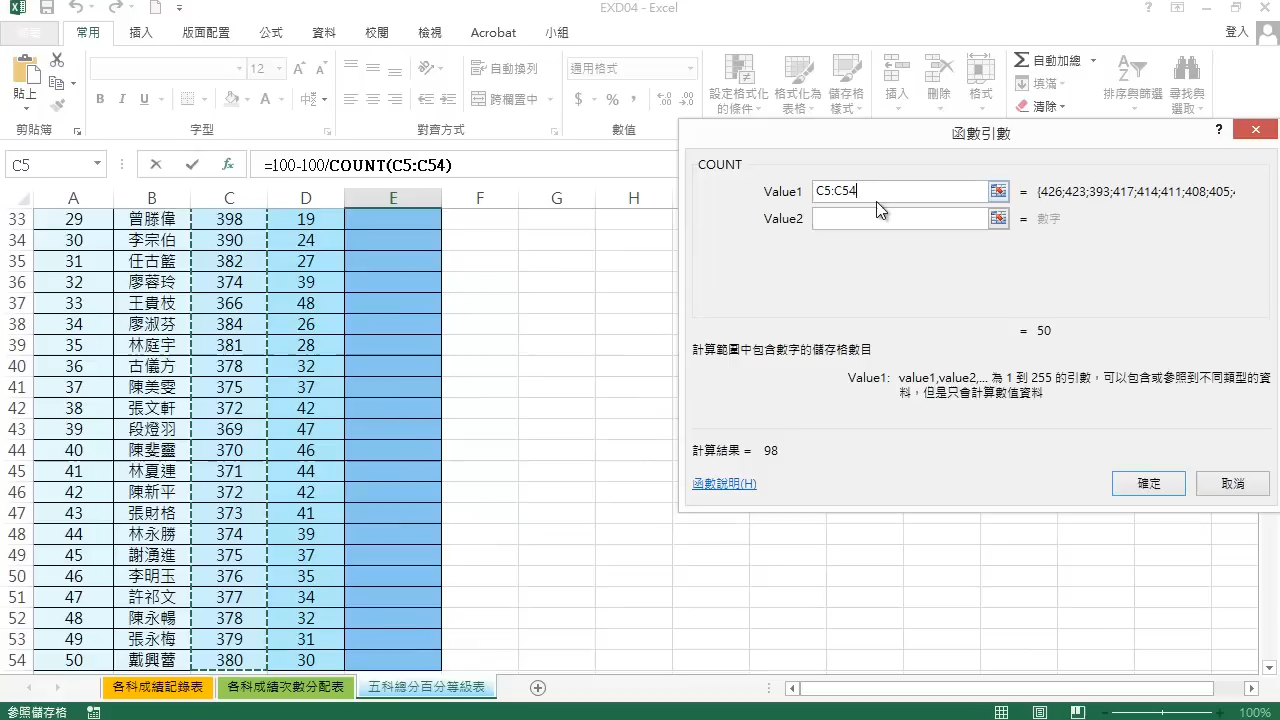 EXD04 - Excel
常用 插入 版面配置 公式 資料 校閱 檢視 Acrobat 小組 登入
貼上
12
自動換列
跨欄置中
通用格式
設定格式化的條件
格式化為表格
儲存格樣式
插入
刪除
格式
自動加總
填滿
清除
排序與篩選
尋找與選取
剪貼簿 字型 對齊方式 數值
C5 =100-100/COUNT(C5:C54)
A B C D E F G H
33 29 曾滕偉 398 19
34 30 李宗伯 390 24
35 31 任古籃 382 27
36 32 廖蓉玲 374 39
37 33 王貴枝 366 48
38 34 廖淑芬 384 26
39 35 林庭宇 381 28
40 36 古儀方 378 32
41 37 陳美雯 375 37
42 38 張文軒 372 42
43 39 段燈羽 369 47
44 40 陳斐靈 370 46
45 41 林夏連 371 44
46 42 陳新平 372 42
47 43 張財格 373 41
48 44 林永勝 374 39
49 45 謝湧進 375 37
50 46 李明玉 376 35
51 47 許祁文 377 34
52 48 陳永暢 378 32
53 49 張永梅 379 31
54 50 戴興蕾 380 30
函數引數
COUNT
Value1 C5:C54 = {426;423;393;417;414;411;408;405;
Value2 = 數字
= 50
計算範圍中包含數字的儲存格數目
Value1: value1,value2,... 為 1 到 255 的引數，可以包含或參照到不同類型的資
料，但是只會計算數值資料
計算結果 = 98
函數說明(H)
確定 取消
各科成績記錄表 各科成績次數分配表 五科總分百分等級表
參照儲存格
100%